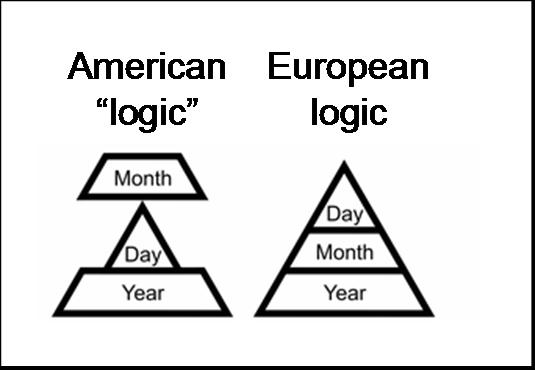 American
“logic”
European
logic
Month
Day
Year
Day
Month
Year